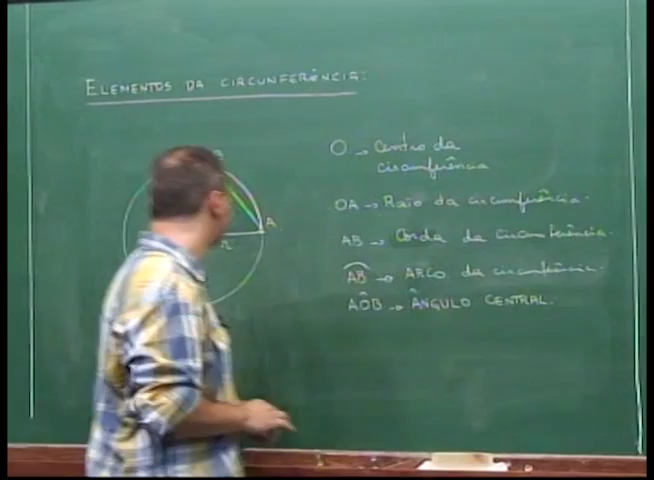 ELEMENTOS DA CIRCUNFERÊNCIA:
O → Centro da
circunferência
OA → Raio da circunferência.
AB → Corda da circunferência.
A͡B → ARCO da circunferência.
AÔB → ÂNGULO CENTRAL.
B
A
r